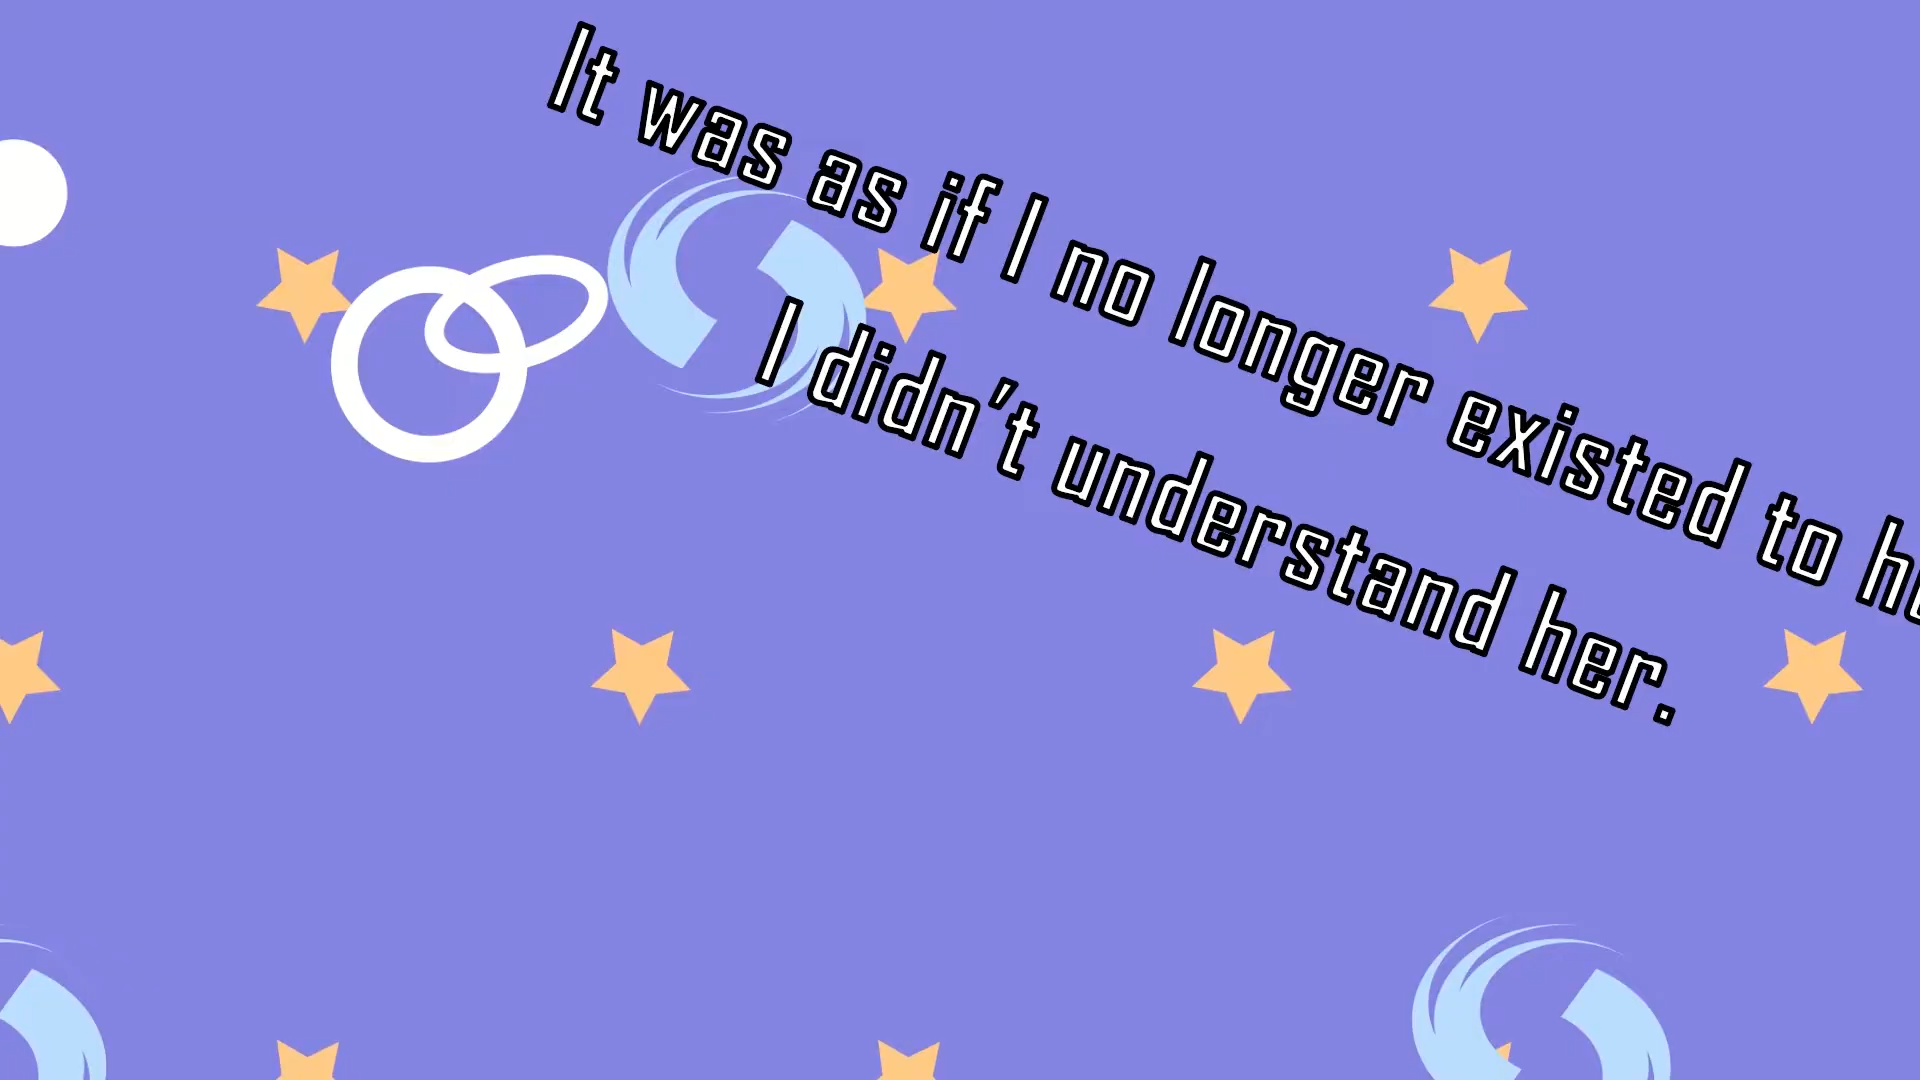 It was as if I no longer existed to
I didn't understand her.